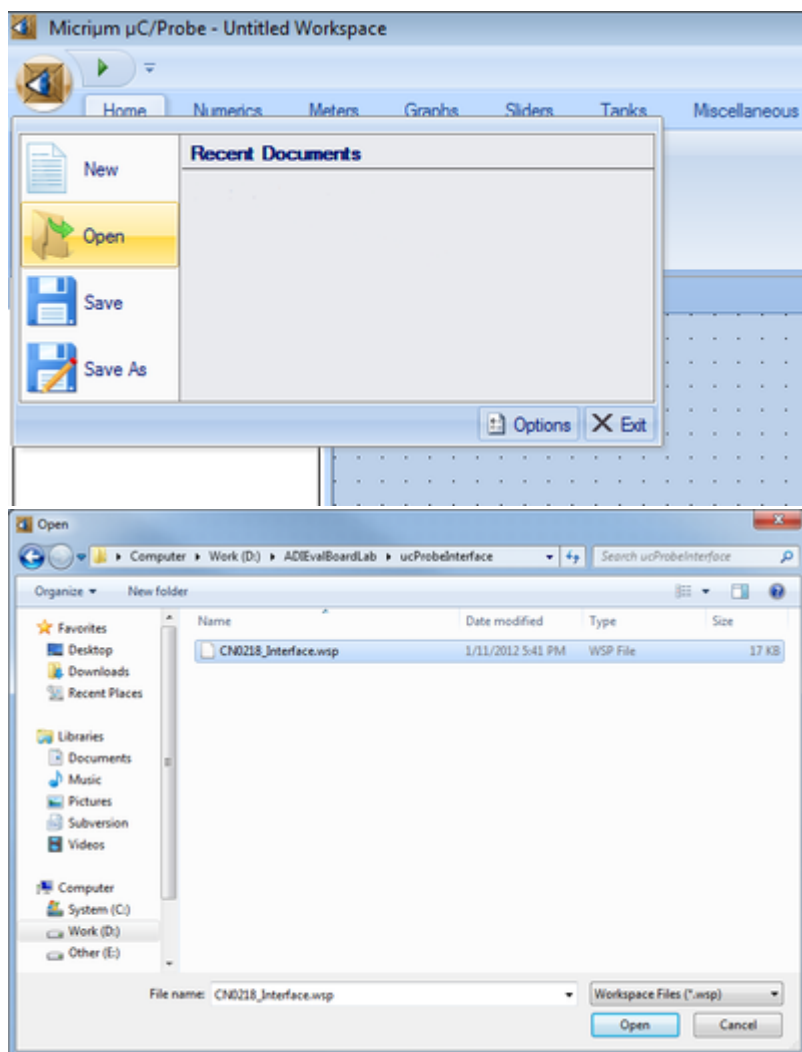 Micrium µC/Probe - Untitled Workspace
Home Numerics Meters Graphs Sliders Tanks Miscellaneous
Recent Documents
New
Open
Save
Save As
Options Exit
Open
Computer Work (D:) ADIEvalBoardLab ucProbeInterface Search ucProbeInterface
Organize New folder
Name Date modified Type Size
Favorites
CN0218_Interface.wsp 1/11/2012 5:41 PM WSP File 17 KB
Desktop
Downloads
Recent Places
Libraries
Documents
Music
Pictures
Subversion
Videos
Computer
System (C:)
Work (D:)
Other (E:)
File name: CN0218_Interface.wsp Workspace Files (*.wsp)
Open Cancel